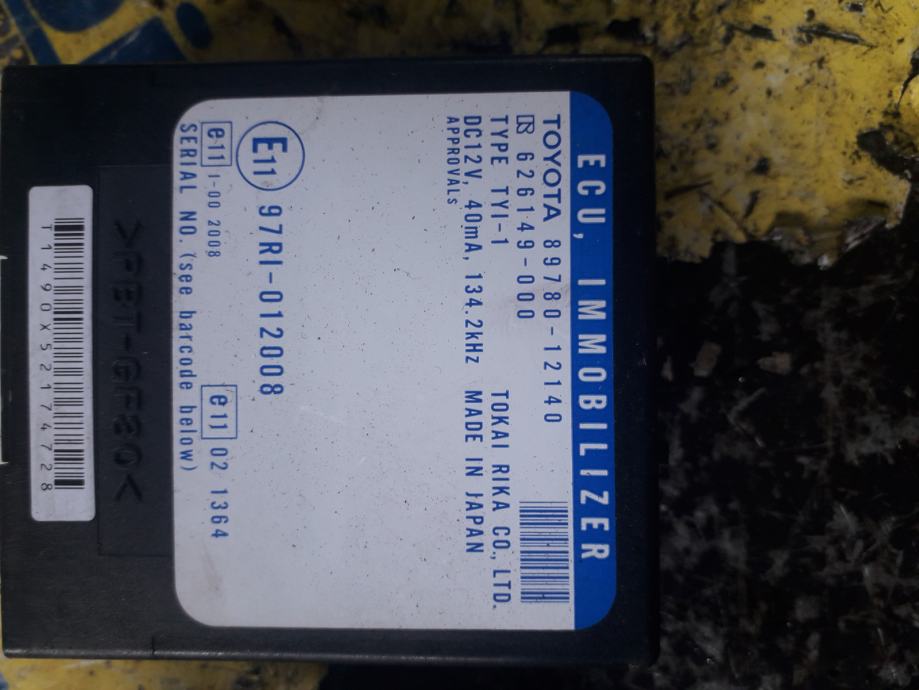 ECU, IMMOBILIZER
TOYOTA 89780-12140
R 626149-000
TYPE TYI-1 TOKAI RIKA CO., LTD.
DC12V, 40mA, 134.2kHz MADE IN JAPAN
APPROVALS
E11 97RI-012008
e11 1-00 2008 e11 02 1364
SERIAL NO. (see barcode below)
>PBT-GF30<
T1490X52174728